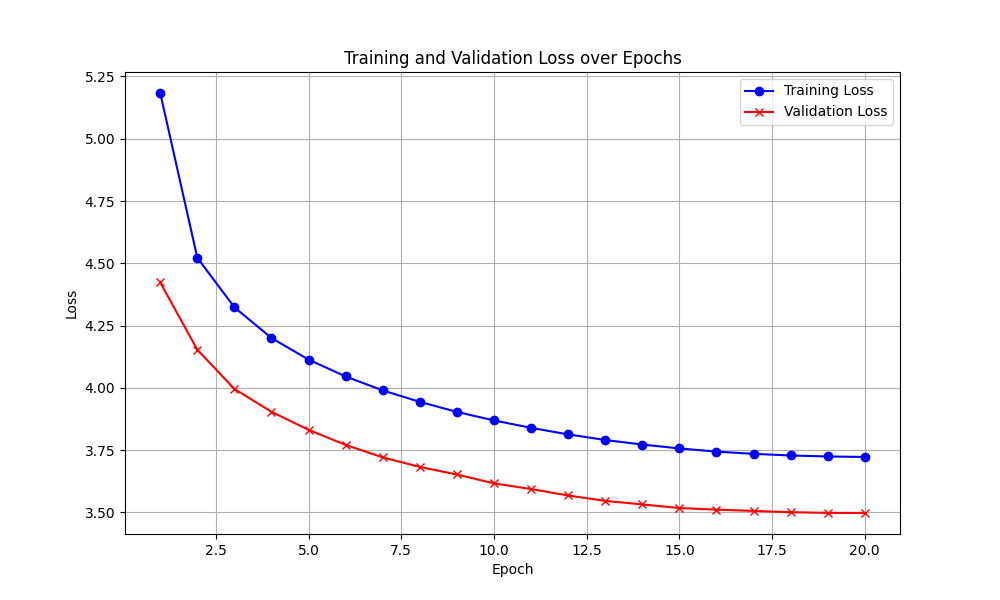 Training and Validation Loss over Epochs
Training Loss
Validation Loss
Loss
5.25
5.00
4.75
4.50
4.25
4.00
3.75
3.50
2.5 5.0 7.5 10.0 12.5 15.0 17.5 20.0
Epoch